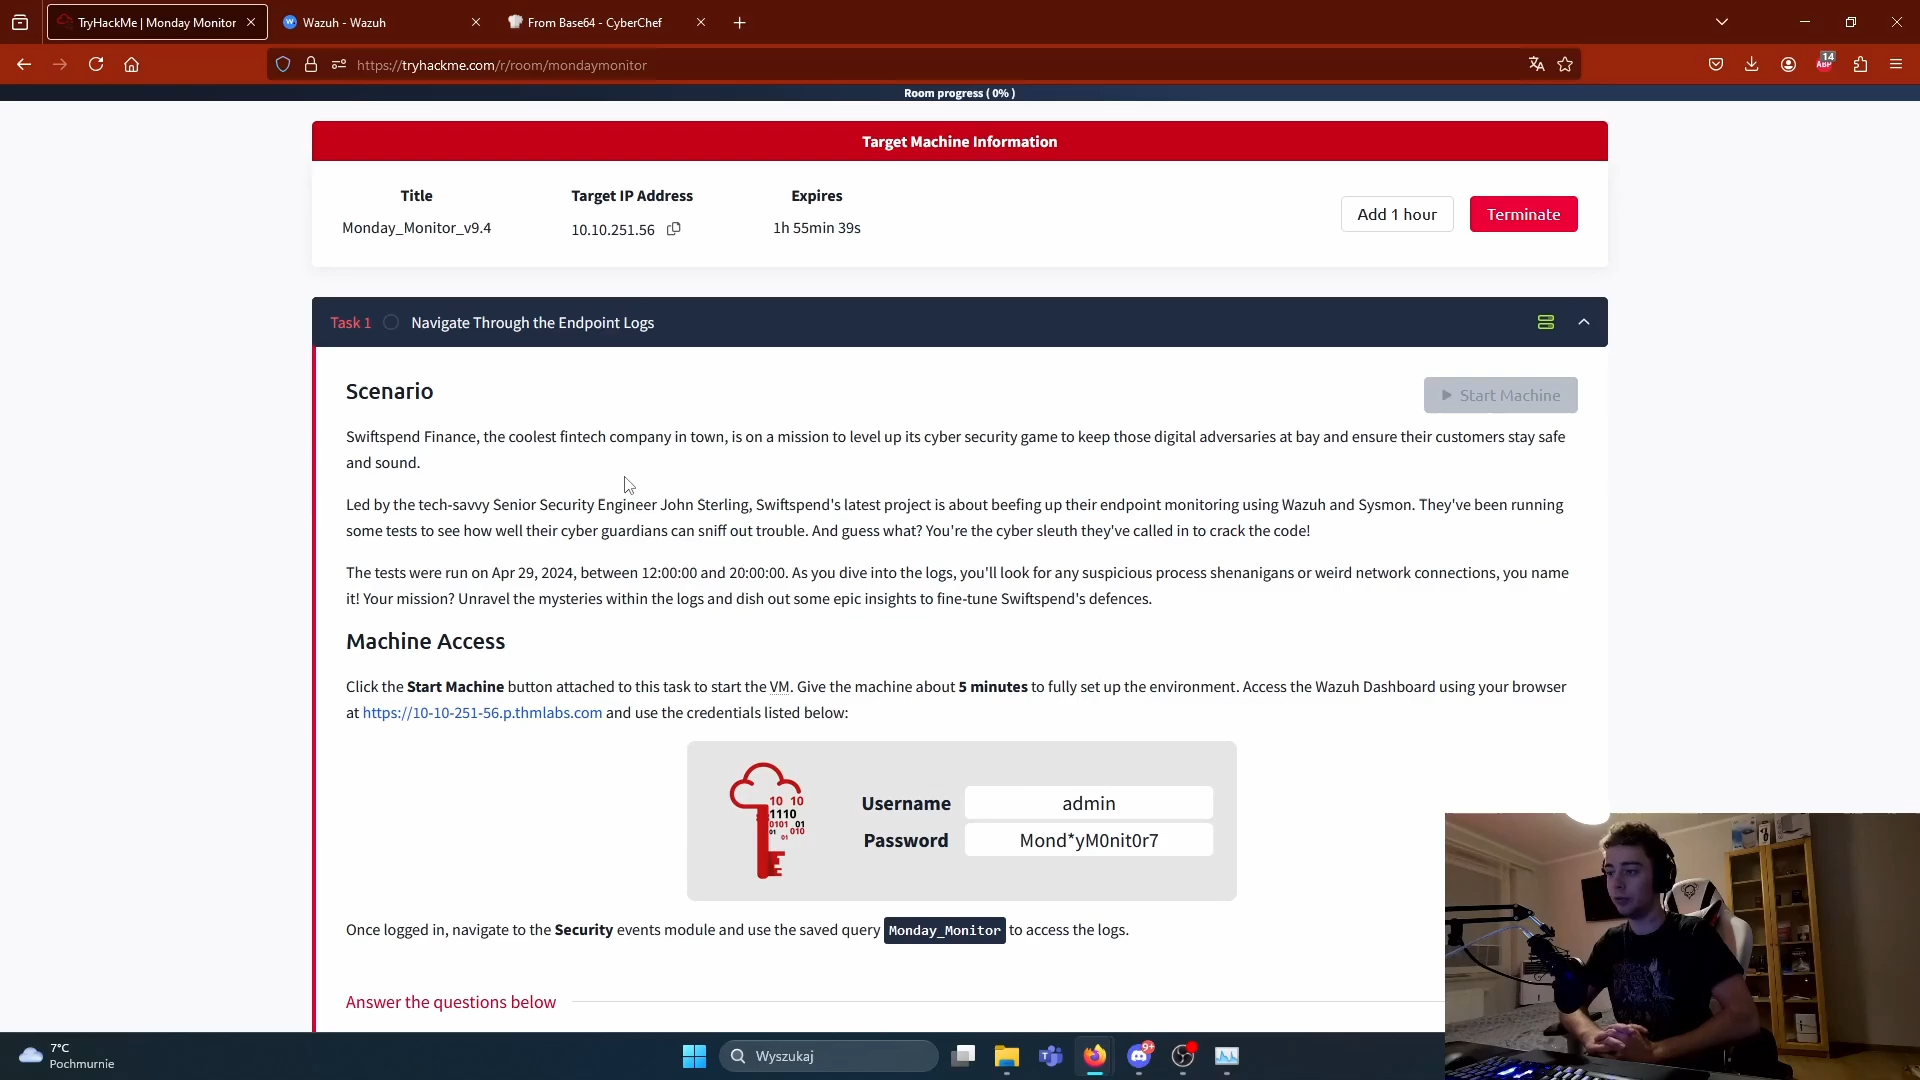 TryHackMe | Monday Monitor
Wazuh - Wazuh
From Base64 - CyberChef
https://tryhackme.com/r/room/mondaymonitor
14
ABP
Room progress ( 0% )
Target Machine Information
Title
Target IP Address
Expires
Monday_Monitor_v9.4
10.10.251.56
1h 55min 39s
Add 1 hour
Terminate
Task 1
Navigate Through the Endpoint Logs
Scenario
Start Machine
Swiftspend Finance, the coolest fintech company in town, is on a mission to level up its cyber security game to keep those digital adversaries at bay and ensure their customers stay safe
and sound.
Led by the tech-savvy Senior Security Engineer John Sterling, Swiftspend's latest project is about beefing up their endpoint monitoring using Wazuh and Sysmon. They've been running
some tests to see how well their cyber guardians can sniff out trouble. And guess what? You're the cyber sleuth they've called in to crack the code!
The tests were run on Apr 29, 2024, between 12:00:00 and 20:00:00. As you dive into the logs, you'll look for any suspicious process shenanigans or weird network connections, you name
it! Your mission? Unravel the mysteries within the logs and dish out some epic insights to fine-tune Swiftspend's defences.
Machine Access
Click the Start Machine button attached to this task to start the VM. Give the machine about 5 minutes to fully set up the environment. Access the Wazuh Dashboard using your browser
at https://10-10-251-56.p.thmlabs.com and use the credentials listed below:
10 10
1110
0101 01
01 010
01
Username
admin
Password
Mond*yM0nit0r7
Once logged in, navigate to the Security events module and use the saved query Monday_Monitor to access the logs.
Answer the questions below
7°C
Pochmurnie
Wyszukaj
9+